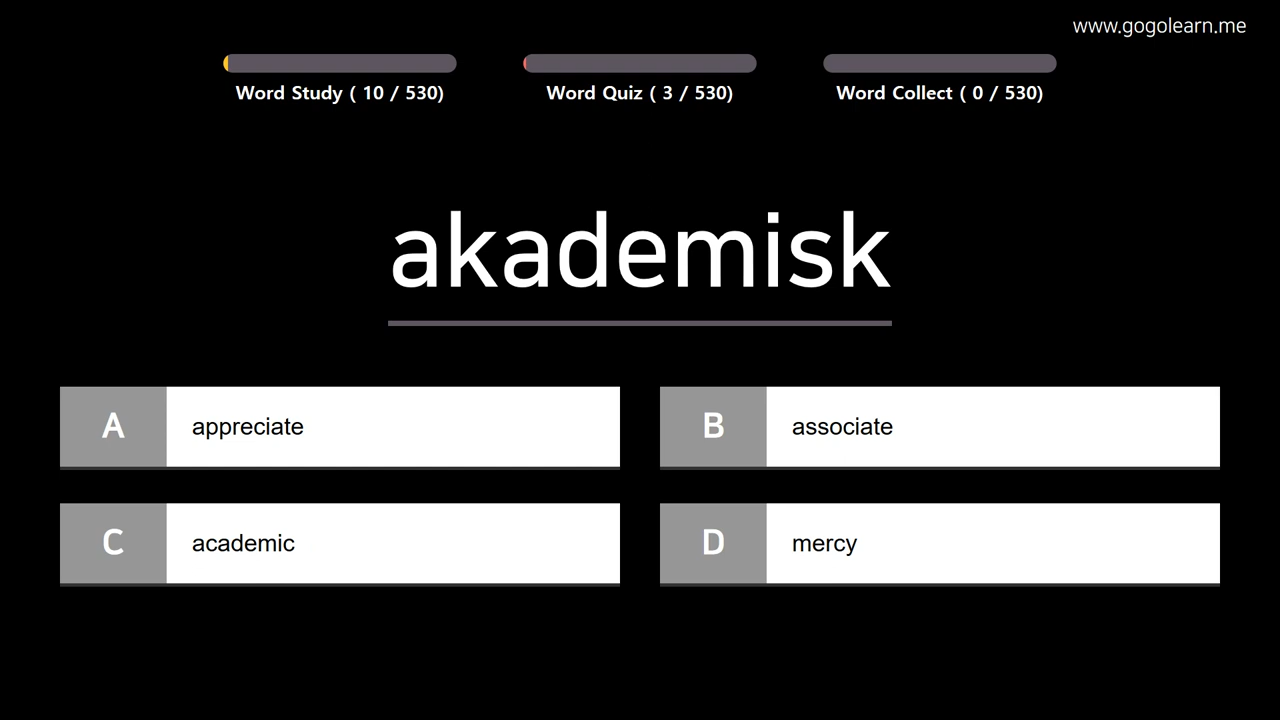 www.gogolearn.me
Word Study ( 10 / 530)
Word Quiz ( 3 / 530)
Word Collect ( 0 / 530)
akademisk
A appreciate
B associate
C academic
D mercy